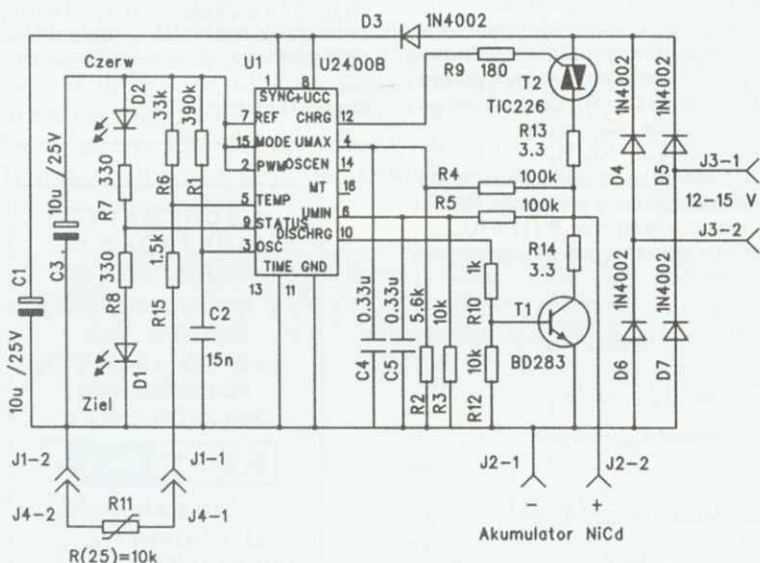 D3 1N4002
Czerw
U1 U2400B
1 8
SYNC +UCC
R9 180
T2
TIC226
1N4002
1N4002
D2
33k
390k
7 REF CHRG 12
15 MODE UMAX 4
2 PWM OSCEN 14
MT 16
5 TEMP UMIN 6
9 STATUS DISCHRG 10
3 OSC
TIME GND
13 11
R13
3.3
D4
D5
J3-1
12-15 V
J3-2
R4 100k
R5 100k
10u /25V
330
R7
R6
R1
C3
330
R8
1.5k
R15
C1
10u /25V
C2
15n
D1
Ziel
R14
3.3
1N4002
1N4002
0.33u
0.33u
5.6k
10k
1k
R10
T1
BD283
C4
C5
R2
R3
10k
R12
D6
D7
J1-2 J1-1
J2-1 J2-2
R11
J4-2 J4-1
- +
R(25)=10k
Akumulator NiCd